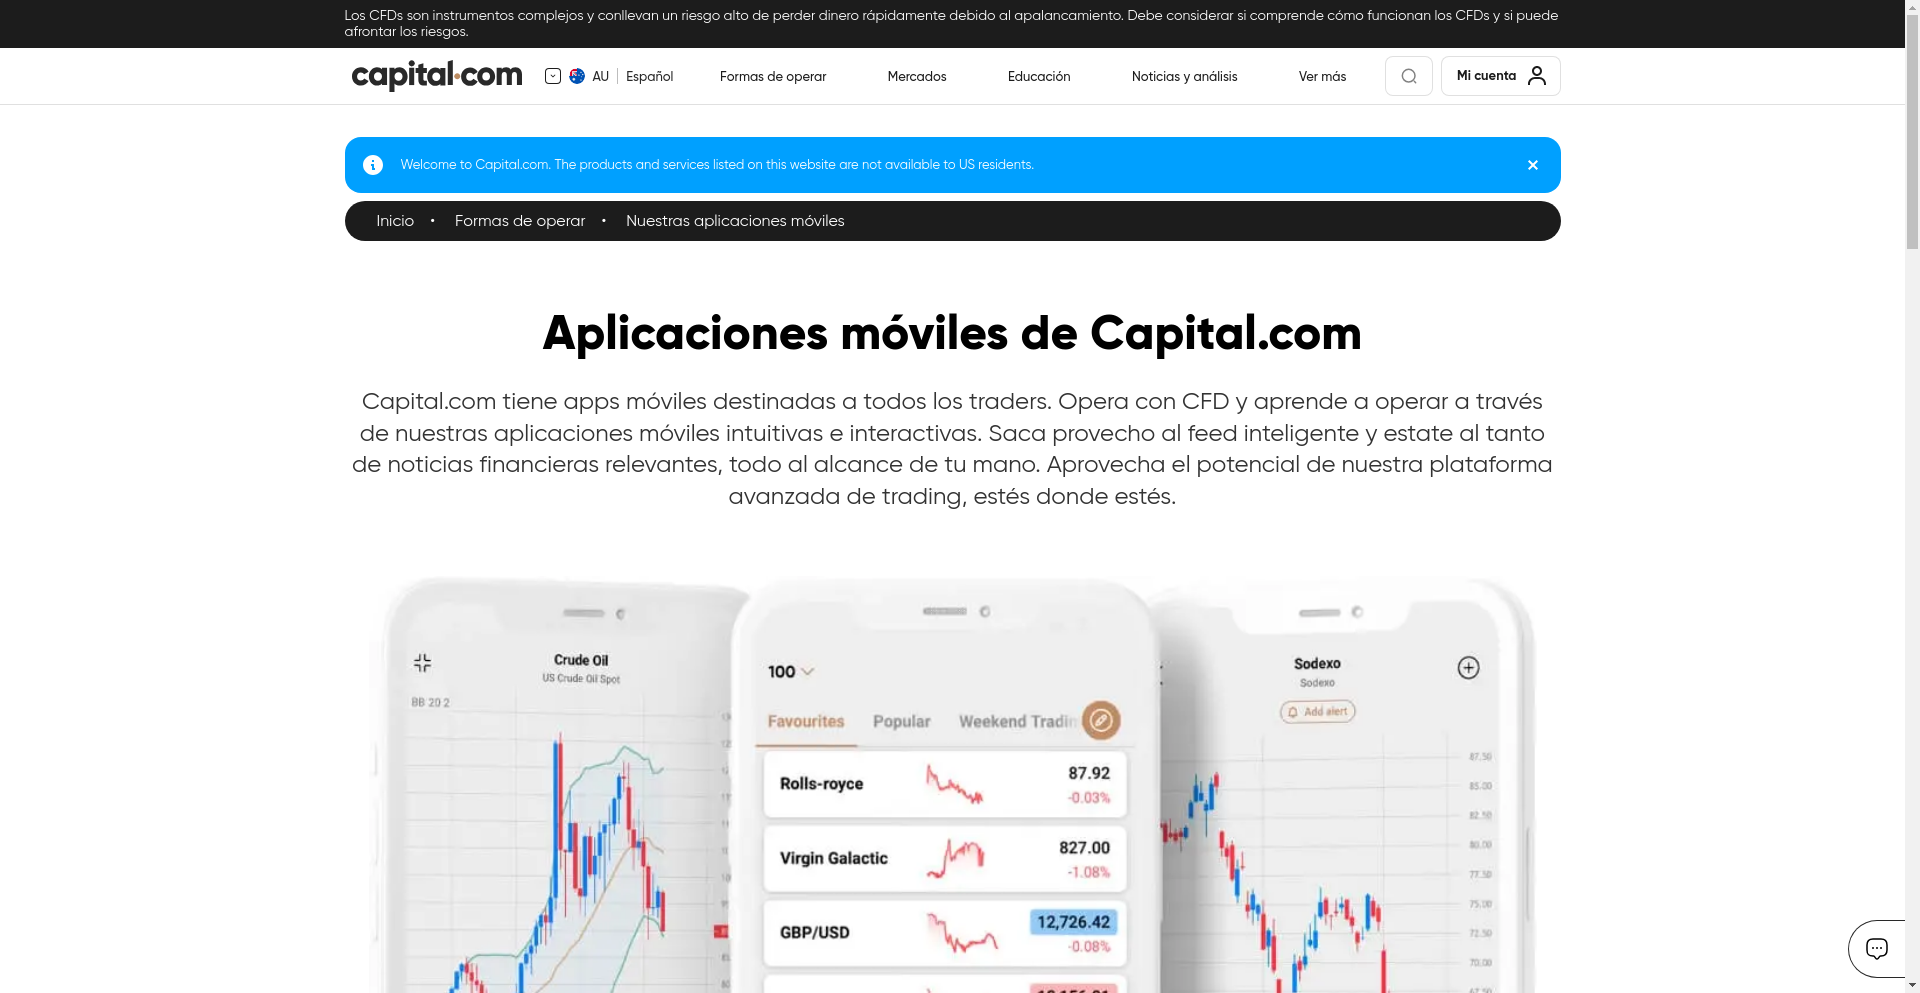 Los CFDs son instrumentos complejos y conllevan un riesgo alto de perder dinero rápidamente debido al apalancamiento. Debe considerar si comprende cómo funcionan los CFDs y si puede
afrontar los riesgos.
capital.com
AU
Español
Formas de operar
Mercados
Educación
Noticias y análisis
Ver más
Mi cuenta
Welcome to Capital.com. The products and services listed on this website are not available to US residents.
Inicio • Formas de operar • Nuestras aplicaciones móviles
Aplicaciones móviles de Capital.com
Capital.com tiene apps móviles destinadas a todos los traders. Opera con CFD y aprende a operar a través
de nuestras aplicaciones móviles intuitivas e interactivas. Saca provecho al feed inteligente y estate al tanto
de noticias financieras relevantes, todo al alcance de tu mano. Aprovecha el potencial de nuestra plataforma
avanzada de trading, estés donde estés.
Crude Oil
US Crude Oil Spot
BB 20 2
100
Favourites
Popular
Weekend Tradin
Rolls-royce
87.92
-0.03%
Virgin Galactic
827.00
-1.08%
GBP/USD
12,726.42
-0.08%
Sodexo
Sodexo
Add alert
87.50
85.00
82.50
80.00
77.50
75.00
72.50
70.00